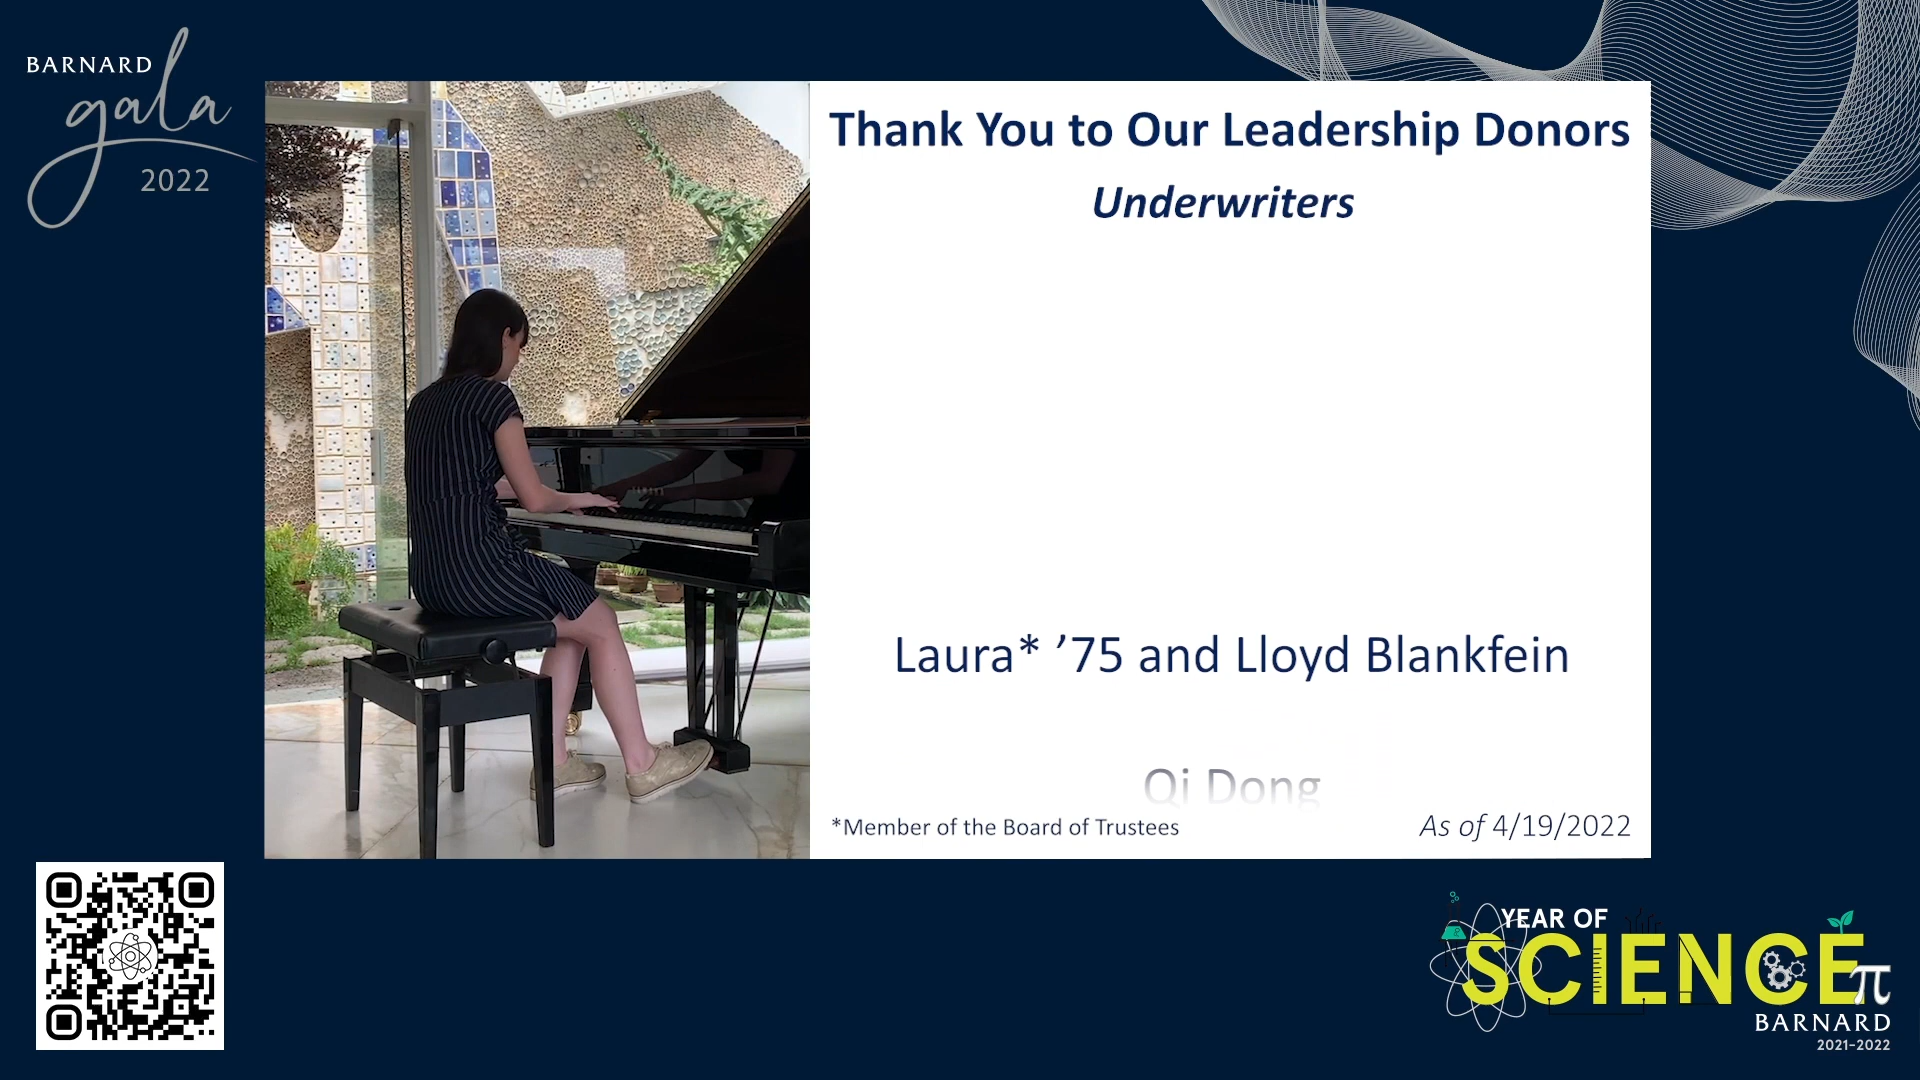 BARNARD
gala
2022
Thank You to Our Leadership Donors
Underwriters
Laura* ’75 and Lloyd Blankfein
Qi Dong
*Member of the Board of Trustees
As of 4/19/2022
YEAR OF
SCIENCE
π
BARNARD
2021-2022